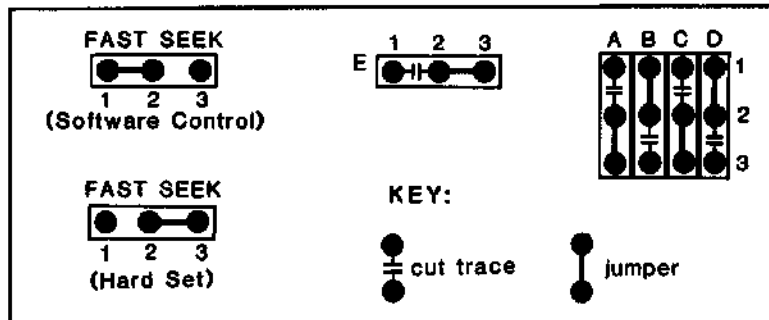 FAST SEEK
1 2 3
(Software Control)
FAST SEEK
1 2 3
(Hard Set)
1 2 3
E
A B C D
1
2
3
KEY:
cut trace
jumper